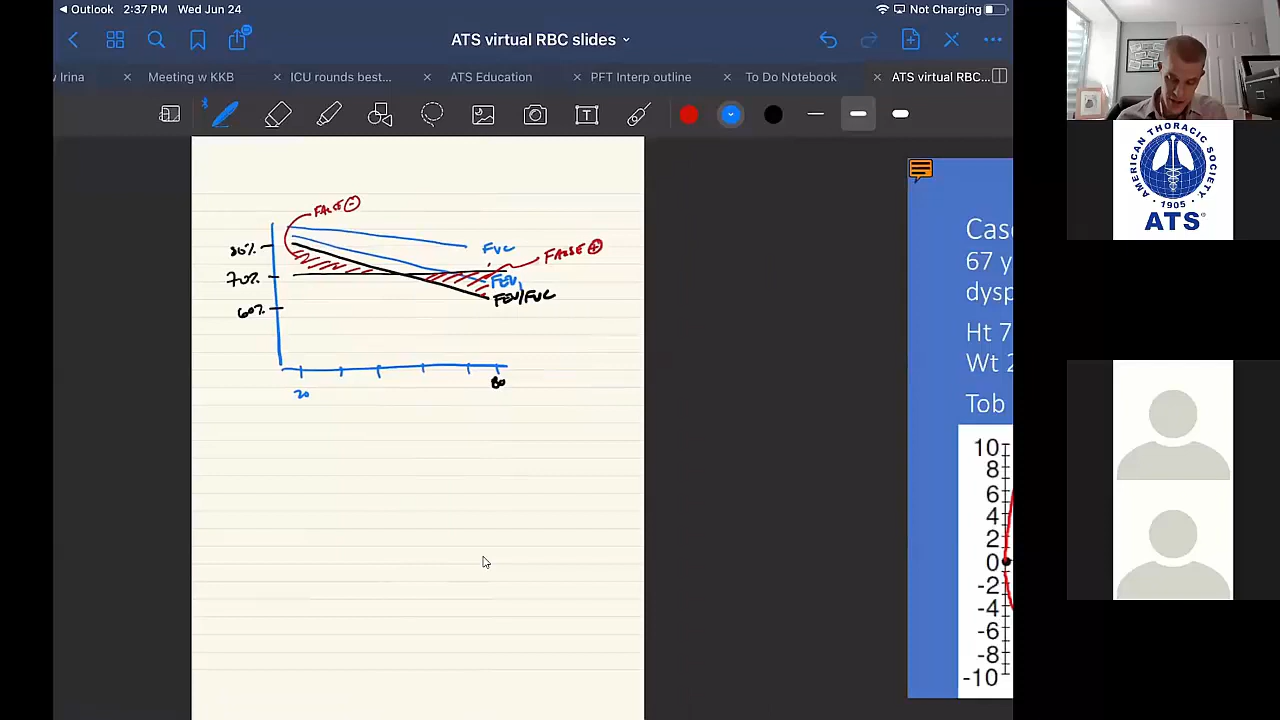 Outlook 2:37 PM Wed Jun 24
Not Charging
ATS virtual RBC slides
Irina
Meeting w KKB
ICU rounds best...
ATS Education
PFT Interp outline
To Do Notebook
ATS virtual RBC...
T
FALSE -
80%
FVC
FALSE +
70%
FEV1
FEV/FVC
60%
20
80
67 y
dysp
Ht 7
Wt 2
Tob
10
8
6
4
2
0
-2
-4
-6
-8
-10
AMERICAN THORACIC SOCIETY
1905
ATS